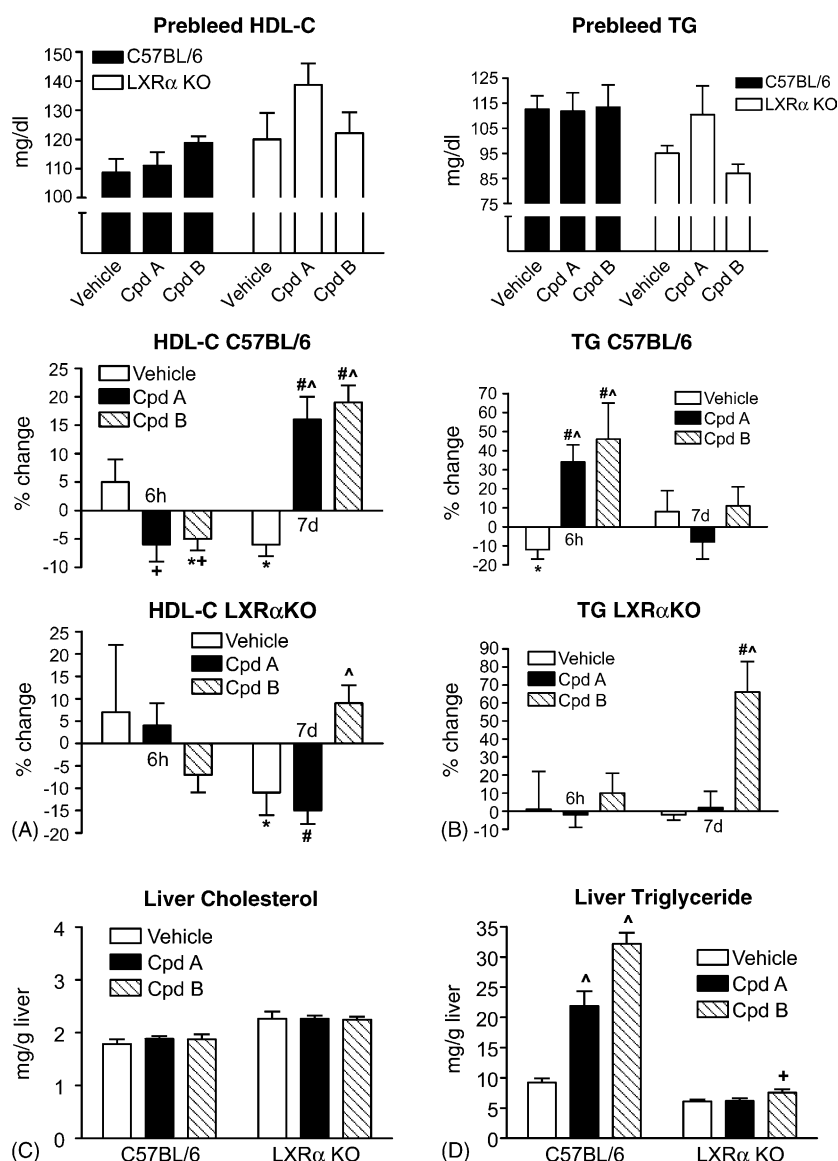 Prebleed HDL-C
C57BL/6
LXRα KO
mg/dl
150
140
130
120
110
100
Vehicle
Cpd A
Cpd B
Vehicle
Cpd A
Cpd B
Prebleed TG
C57BL/6
LXRα KO
mg/dl
125
115
105
95
85
75
Vehicle
Cpd A
Cpd B
Vehicle
Cpd A
Cpd B
HDL-C C57BL/6
Vehicle
Cpd A
Cpd B
% change
25
20
15
10
5
0
-5
-10
6h
+
*+
7d
*
#^
#^
TG C57BL/6
Vehicle
Cpd A
Cpd B
% change
70
60
50
40
30
20
10
0
-10
-20
*
6h
#^
#^
7d
HDL-C LXRαKO
Vehicle
Cpd A
Cpd B
% change
25
20
15
10
5
0
-5
-10
-15
-20
6h
7d
*
#
^
(A)
TG LXRαKO
Vehicle
Cpd A
Cpd B
% change
90
80
70
60
50
40
30
20
10
0
-10
6h
7d
#^
(B)
Liver Cholesterol
Vehicle
Cpd A
Cpd B
mg/g liver
4
3
2
1
0
C57BL/6
LXRα KO
(C)
Liver Triglyceride
Vehicle
Cpd A
Cpd B
mg/g liver
35
30
25
20
15
10
5
0
^
^
+
C57BL/6
LXRα KO
(D)